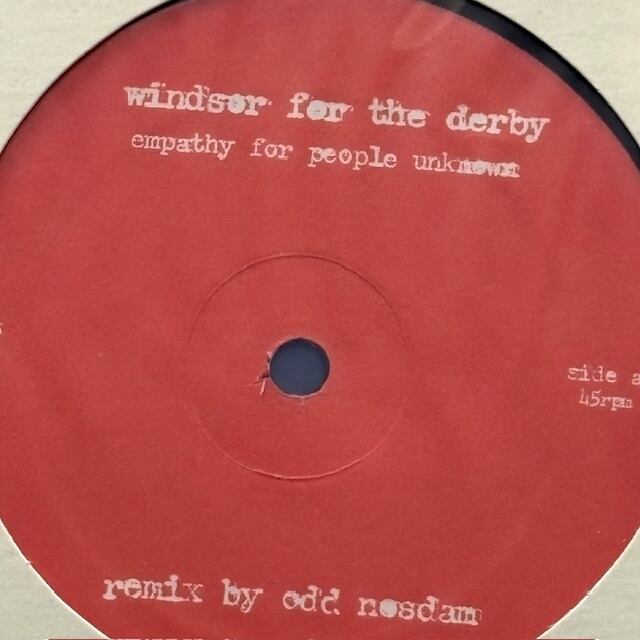 windsor for the derby
empathy for people unknown
side a
45rpm
remix by odd nosdam